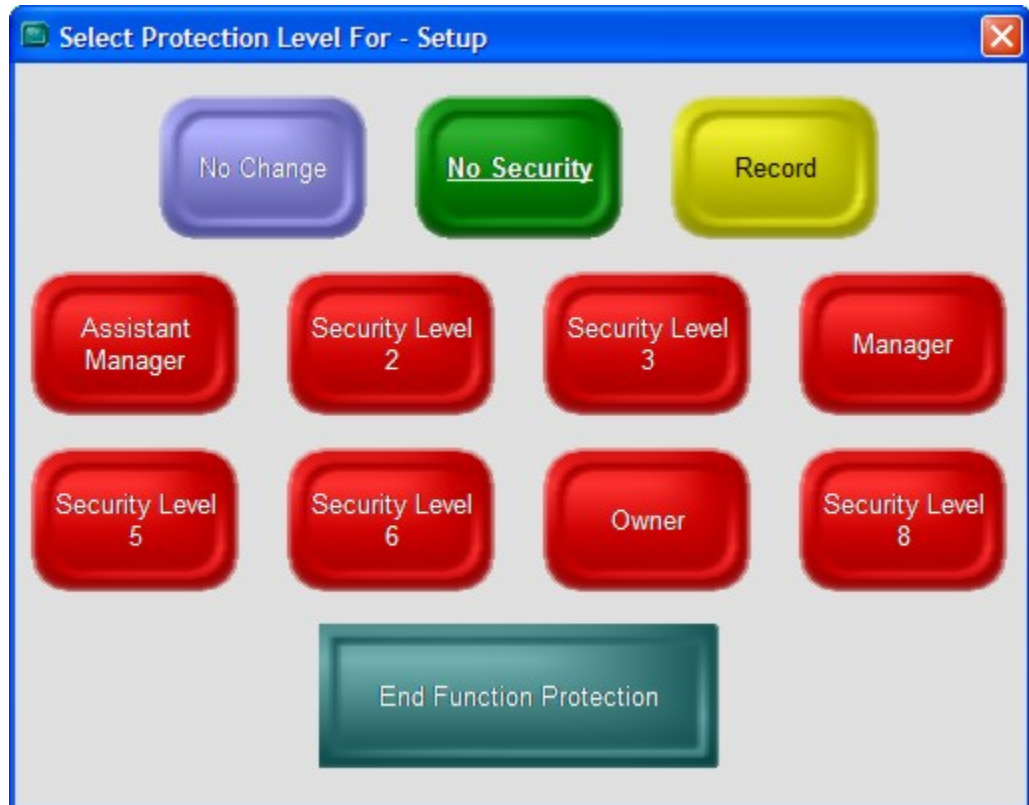 Select Protection Level For - Setup
No Change
No Security
Record
Assistant
Manager
Security Level
2
Security Level
3
Manager
Security Level
5
Security Level
6
Owner
Security Level
8
End Function Protection